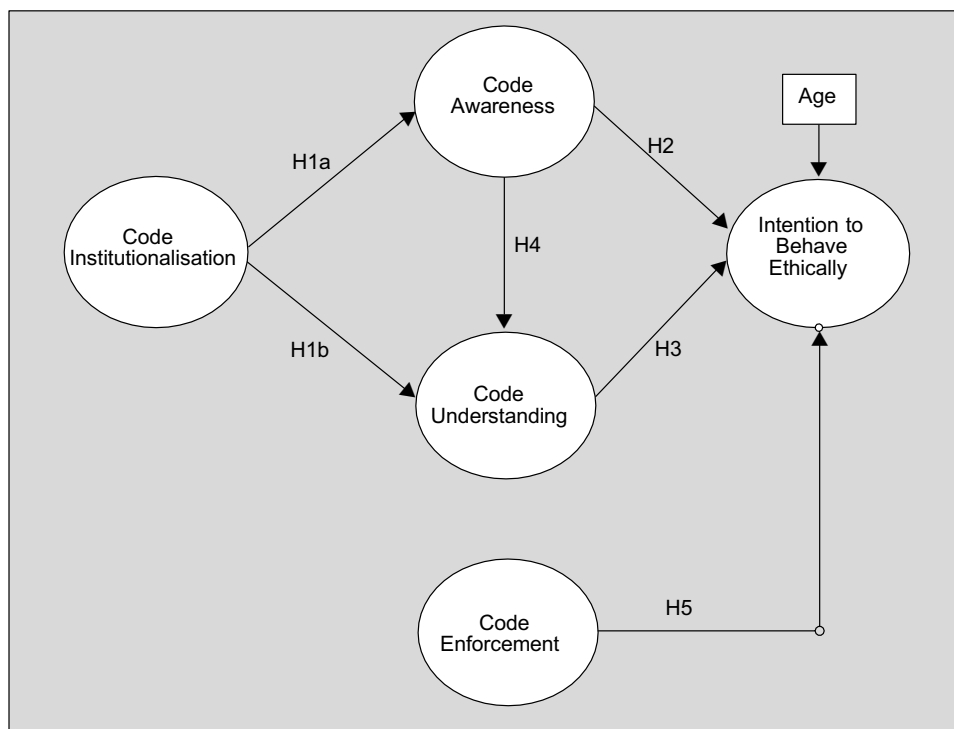 Code
Awareness
Age
H1a
H2
Code
Institutionalisation
Intention to
Behave
Ethically
H4
H1b
H3
Code
Understanding
H5
Code
Enforcement